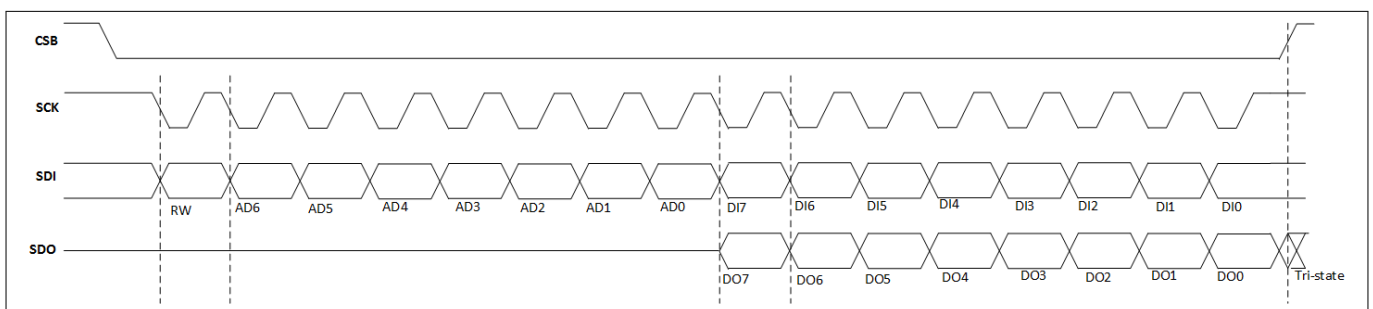 CSB
SCK
SDI
RW AD6 AD5 AD4 AD3 AD2 AD1 AD0 DI7 DI6 DI5 DI4 DI3 DI2 DI1 DI0
SDO
DO7 DO6 DO5 DO4 DO3 DO2 DO1 DO0 Tri-state